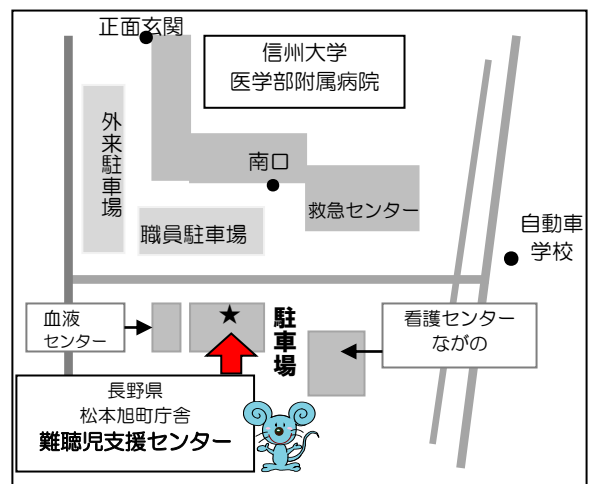 正面玄関
信州大学
医学部附属病院
外来駐車場
南口
救急センター
職員駐車場
自動車
学校
血液
センター
★
駐車場
看護センター
ながの
長野県
松本旭町庁舎
難聴児支援センター